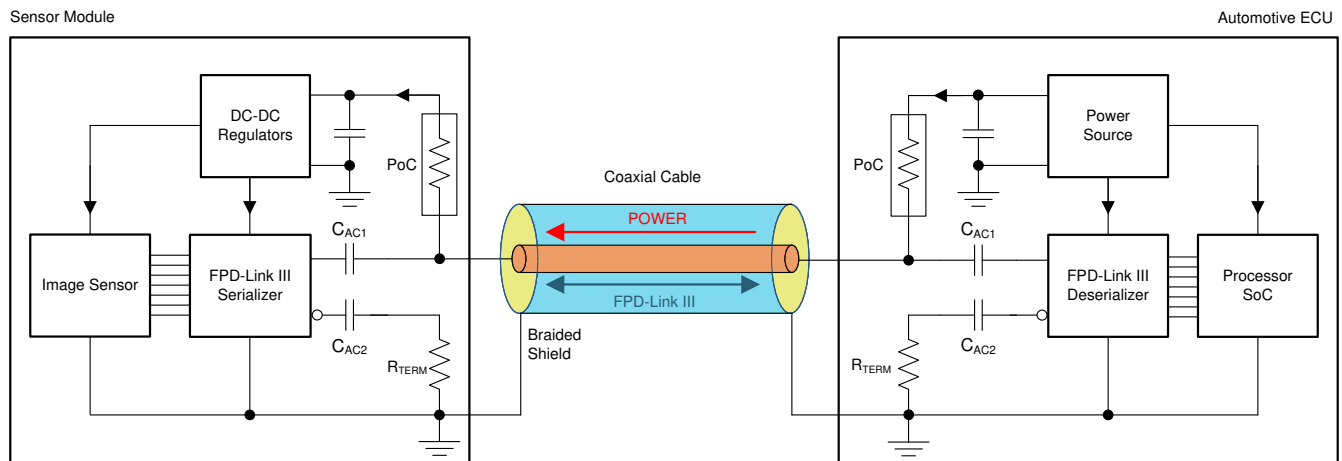 Sensor Module
Automotive ECU
DC-DC
Regulators
PoC
Coaxial Cable
PoC
Power
Source
POWER
C_AC1
C_AC1
Image Sensor
FPD-Link III
Serializer
FPD-Link III
FPD-Link III
Deserializer
Processor
SoC
C_AC2
Braided
Shield
C_AC2
R_TERM
R_TERM